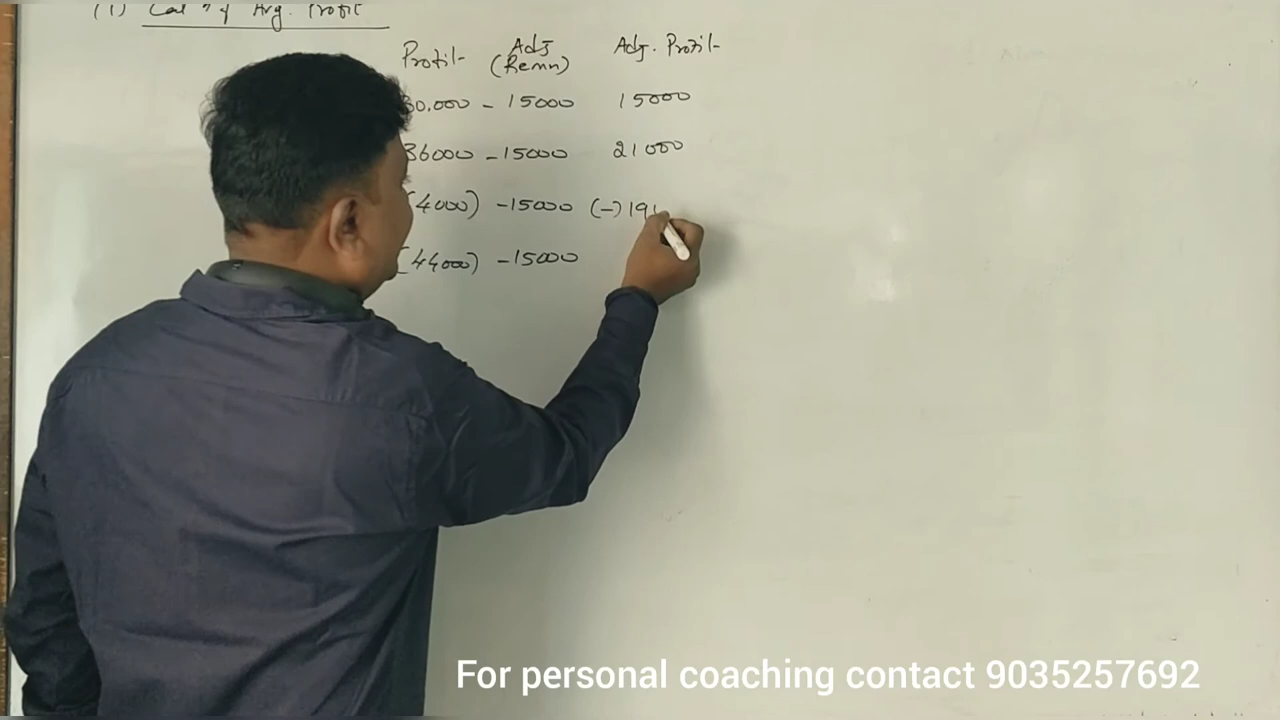 (1) Cal n of Avg. Profit
Profit Adj Adj. Profit
(Remn)
30,000 - 15000 15000
36000 - 15000 21000
(4000) - 15000 (-) 19
(44000) - 15000
For personal coaching contact 9035257692